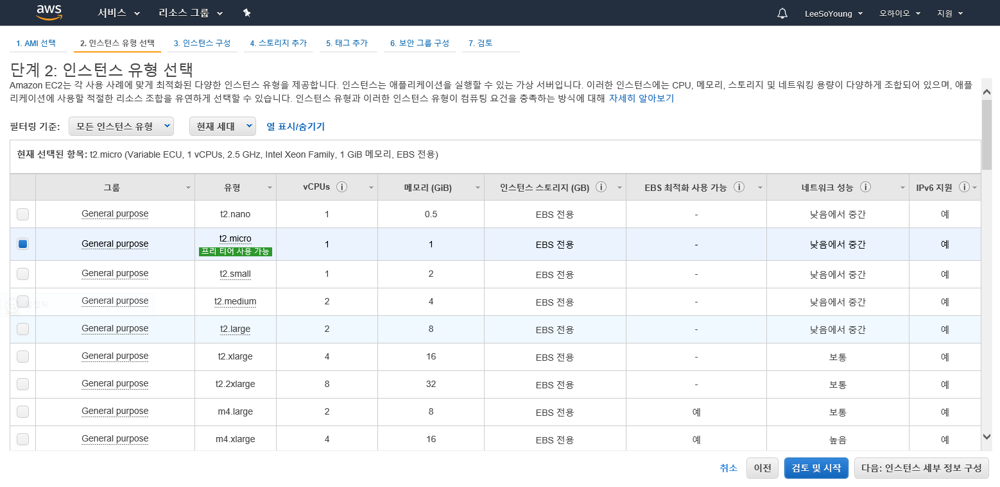 aws
서비스 리소스 그룹 LeeSoYoung 오하이오 지원
1. AMI 선택 2. 인스턴스 유형 선택 3. 인스턴스 구성 4. 스토리지 추가 5. 태그 추가 6. 보안 그룹 구성 7. 검토
단계 2: 인스턴스 유형 선택
Amazon EC2는 각 사용 사례에 맞게 최적화된 다양한 인스턴스 유형을 제공합니다. 인스턴스는 애플리케이션을 실행할 수 있는 가상 서버입니다. 이러한 인스턴스에는 CPU, 메모리, 스토리지 및 네트워킹 용량이 다양하게 조합되어 있으며, 애플
리케이션에 사용할 적절한 리소스 조합을 유연하게 선택할 수 있습니다. 인스턴스 유형과 이러한 인스턴스 유형이 컴퓨팅 요건을 충족하는 방식에 대해 자세히 알아보기
필터링 기준: 모든 인스턴스 유형 현재 세대 열 표시/숨기기
현재 선택된 항목: t2.micro (Variable ECU, 1 vCPUs, 2.5 GHz, Intel Xeon Family, 1 GiB 메모리, EBS 전용)
그룹 유형 vCPUs 메모리 (GiB) 인스턴스 스토리지 (GB) EBS 최적화 사용 가능 네트워크 성능 IPv6 지원
General purpose t2.nano 1 0.5 EBS 전용 - 낮음에서 중간 예
General purpose t2.micro 1 1 EBS 전용 - 낮음에서 중간 예
프리 티어 사용 가능
General purpose t2.small 1 2 EBS 전용 - 낮음에서 중간 예
General purpose t2.medium 2 4 EBS 전용 - 낮음에서 중간 예
General purpose t2.large 2 8 EBS 전용 - 낮음에서 중간 예
General purpose t2.xlarge 4 16 EBS 전용 - 보통 예
General purpose t2.2xlarge 8 32 EBS 전용 - 보통 예
General purpose m4.large 2 8 EBS 전용 예 보통 예
General purpose m4.xlarge 4 16 EBS 전용 예 높음 예
취소 이전 검토 및 시작 다음: 인스턴스 세부 정보 구성